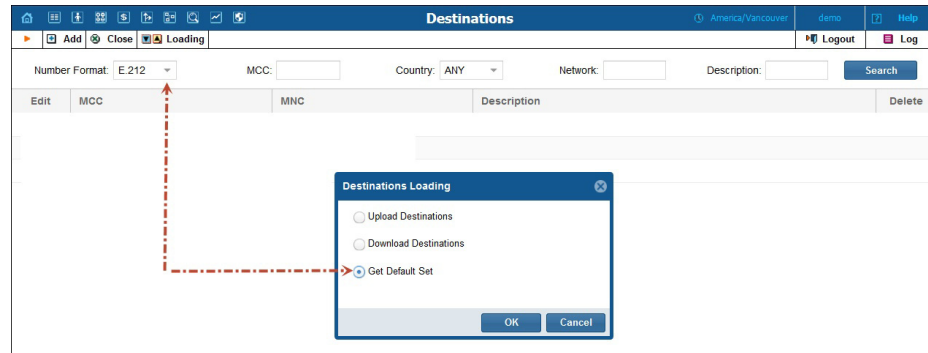 Destinations America/Vancouver demo Help
Add Close Loading Logout Log
Number Format: E.212 MCC: Country: ANY Network: Description: Search
Edit MCC MNC Description Delete
Destinations Loading
Upload Destinations
Download Destinations
Get Default Set
OK Cancel